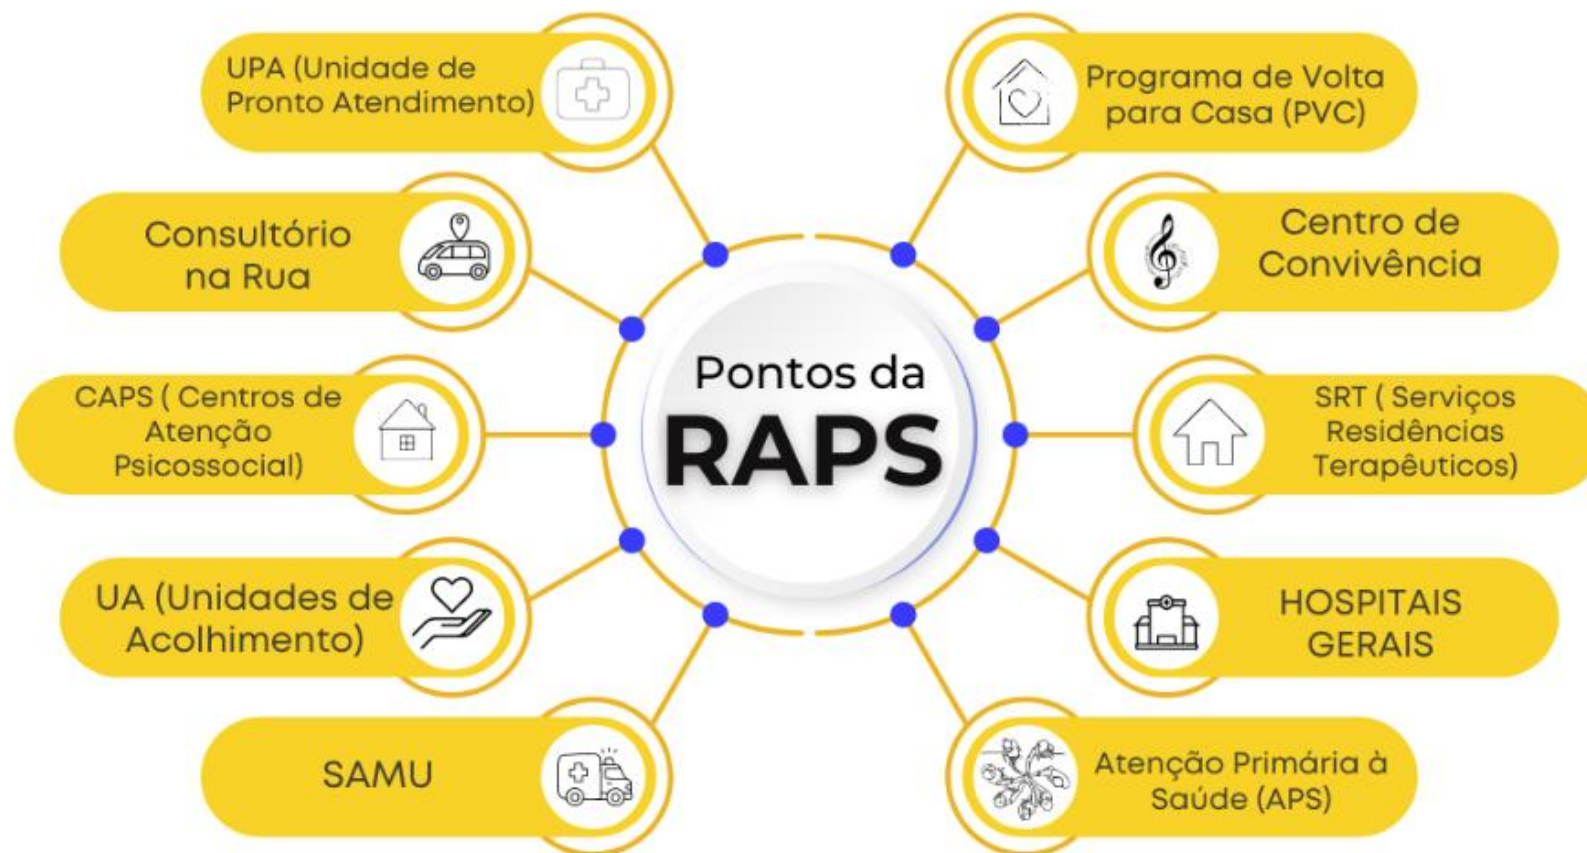 UPA (Unidade de
Pronto Atendimento)
Consultório
na Rua
CAPS ( Centros de
Atenção
Psicossocial)
UA (Unidades de
Acolhimento)
SAMU
Pontos da
RAPS
Programa de Volta
para Casa (PVC)
Centro de
Convivência
SRT ( Serviços
Residências
Terapêuticos)
HOSPITAIS
GERAIS
Atenção Primária à
Saúde (APS)